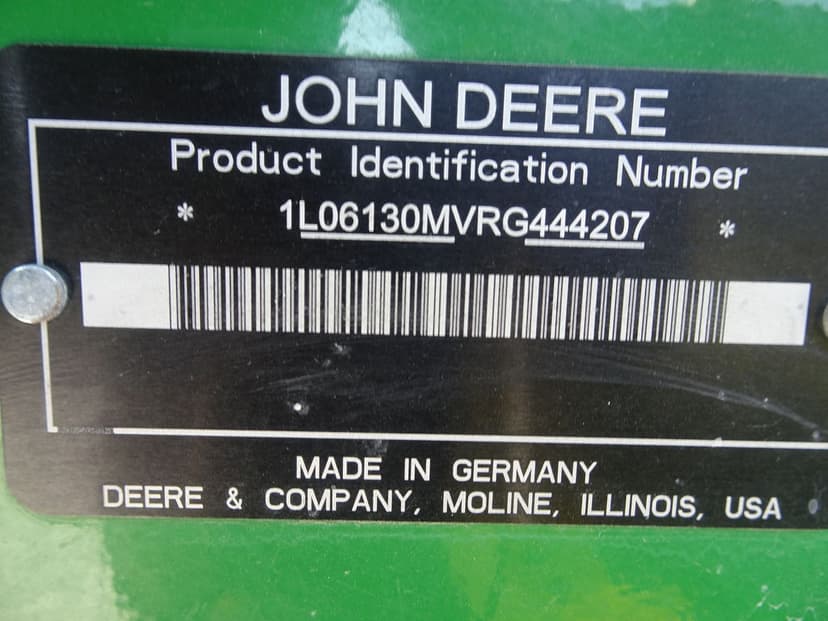 JOHN DEERE
Product Identification Number
* 1L06130MVRG444207 *
MADE IN GERMANY
DEERE & COMPANY, MOLINE, ILLINOIS, USA